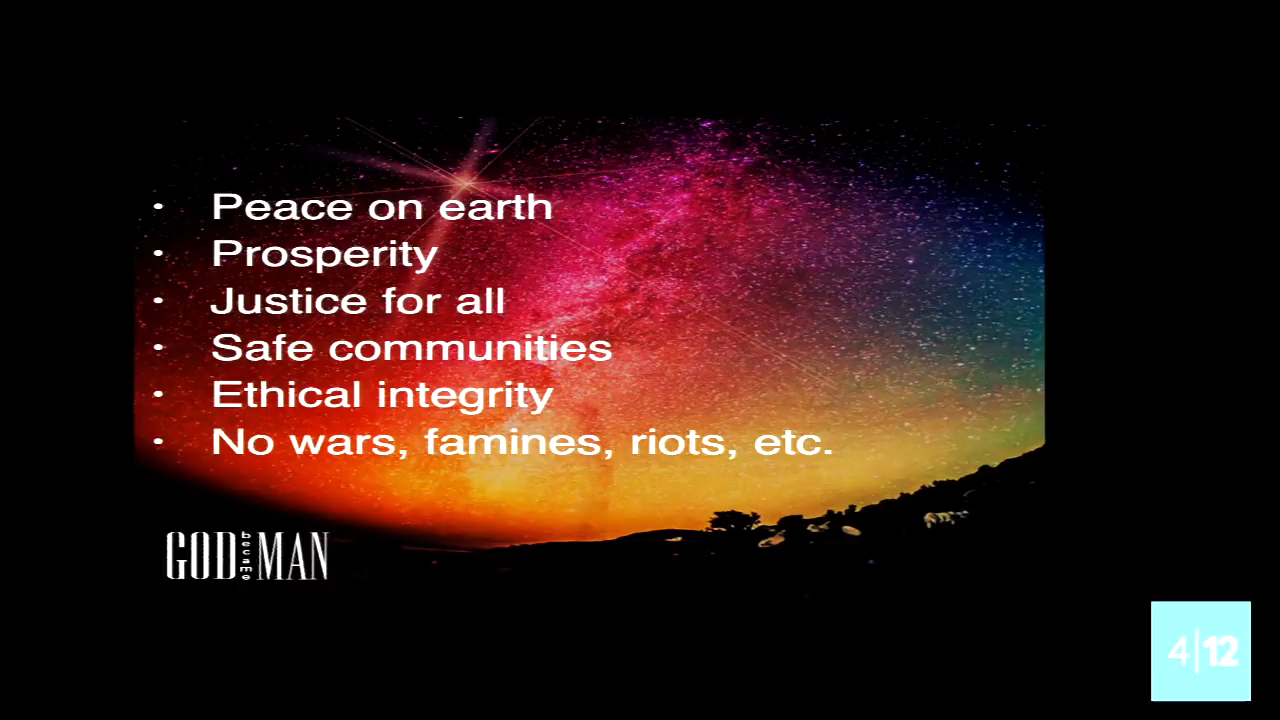 • Peace on earth
• Prosperity
• Justice for all
• Safe communities
• Ethical integrity
• No wars, famines, riots, etc.
GOD became MAN
4|12